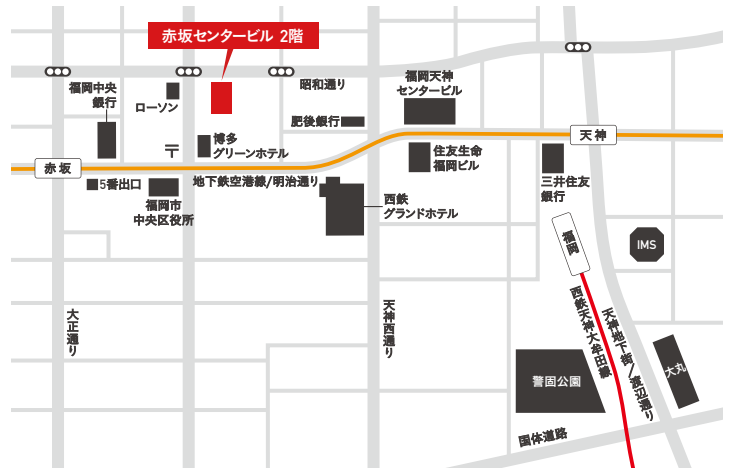 赤坂センタービル 2階
昭和通り
福岡天神
センタービル
福岡中央
銀行
ローソン
肥後銀行
博多
グリーンホテル
〒
天神
赤坂
地下鉄空港線/明治通り
住友生命
福岡ビル
三井住友
銀行
5番出口
福岡市
中央区役所
西鉄
グランドホテル
福岡
IMS
大正通り
天神西通り
西鉄天神大牟田線
天神地下街/渡辺通り
大丸
警固公園
国体道路